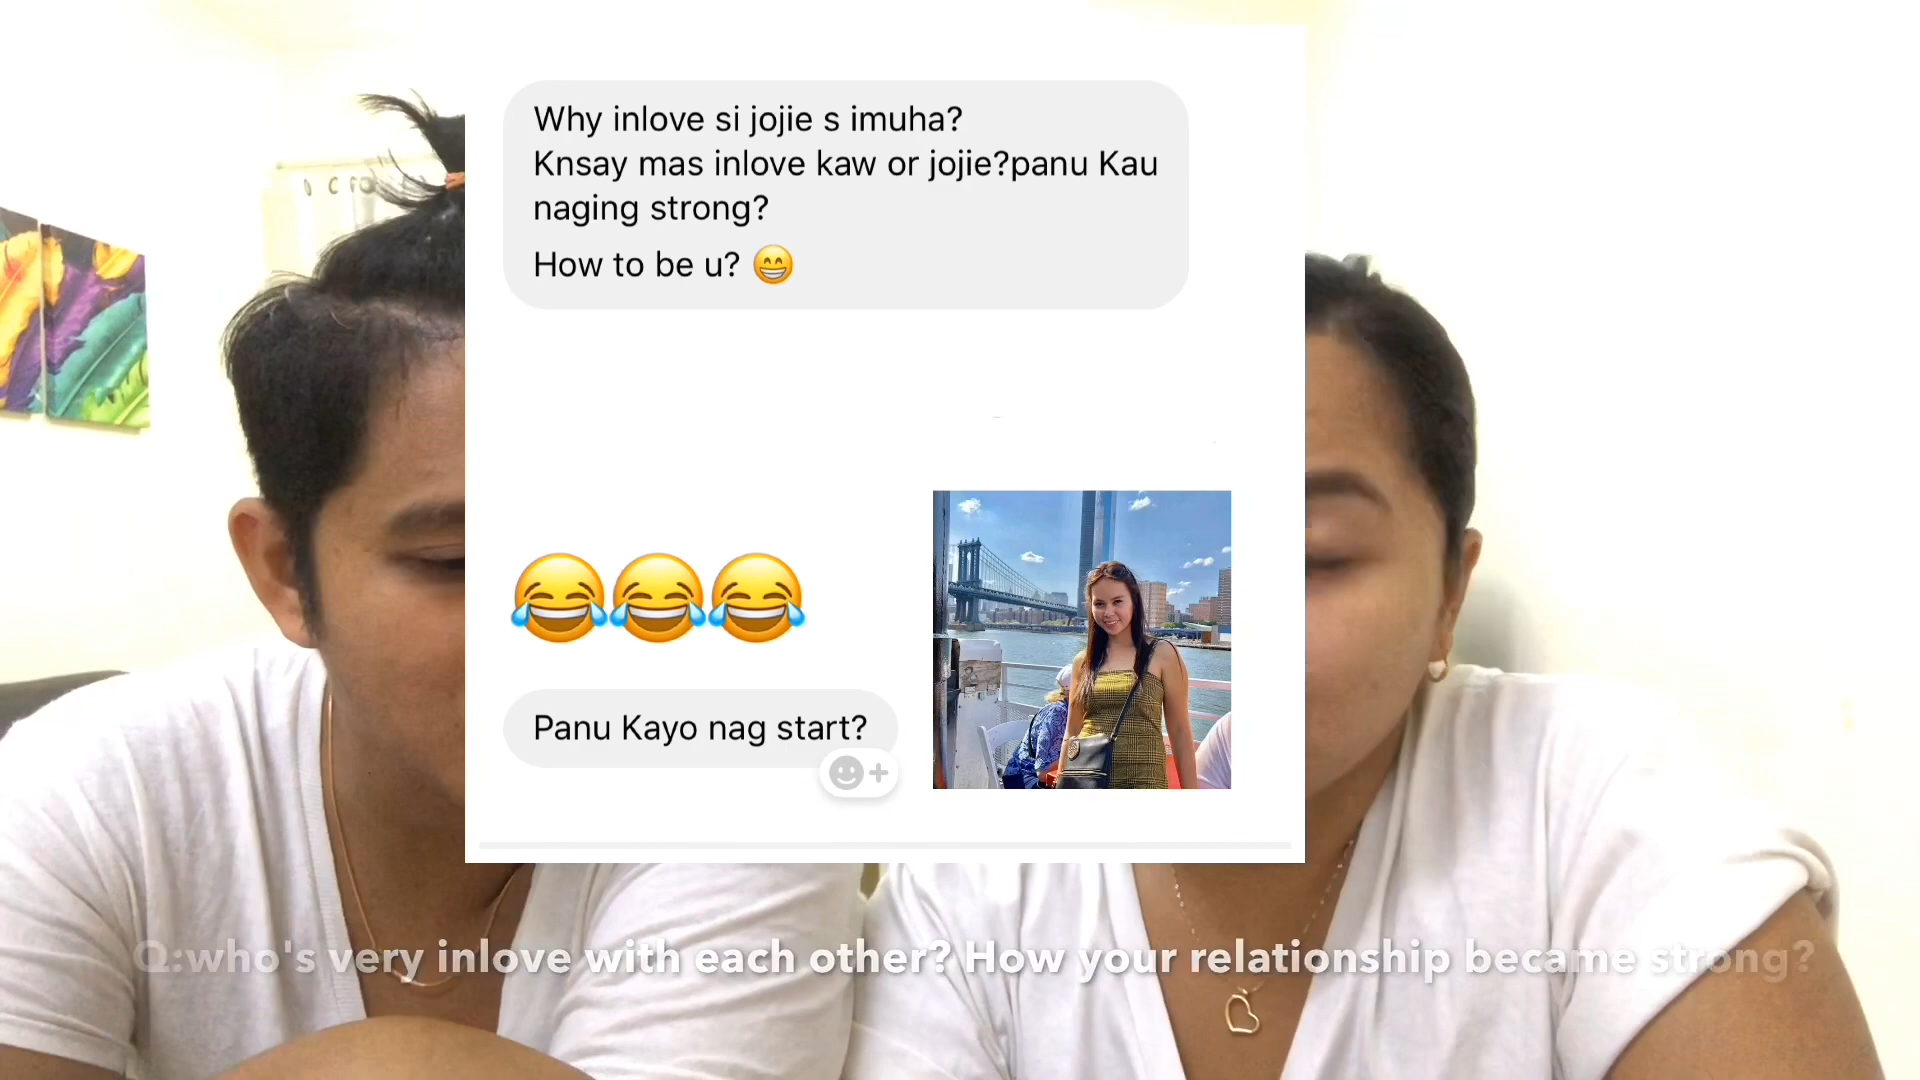 Why inlove si jojie s imuha?
Knsay mas inlove kaw or jojie?panu Kau
naging strong?
How to be u? 😁
😂😂😂
Panu Kayo nag start?
Q:who's very inlove with each other? How your relationship became strong?